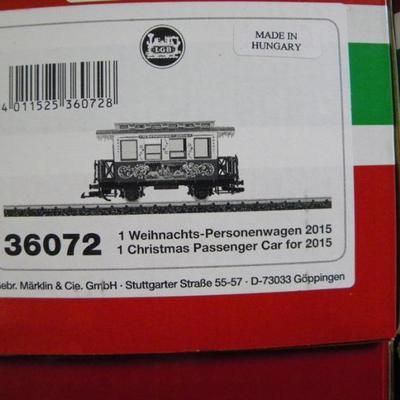 LGB
MADE IN
HUNGARY
4 011525 360728
36072
1 Weihnachts-Personenwagen 2015
1 Christmas Passenger Car for 2015
Gebr. Märklin & Cie. GmbH - Stuttgarter Straße 55-57 - D-73033 Göppingen